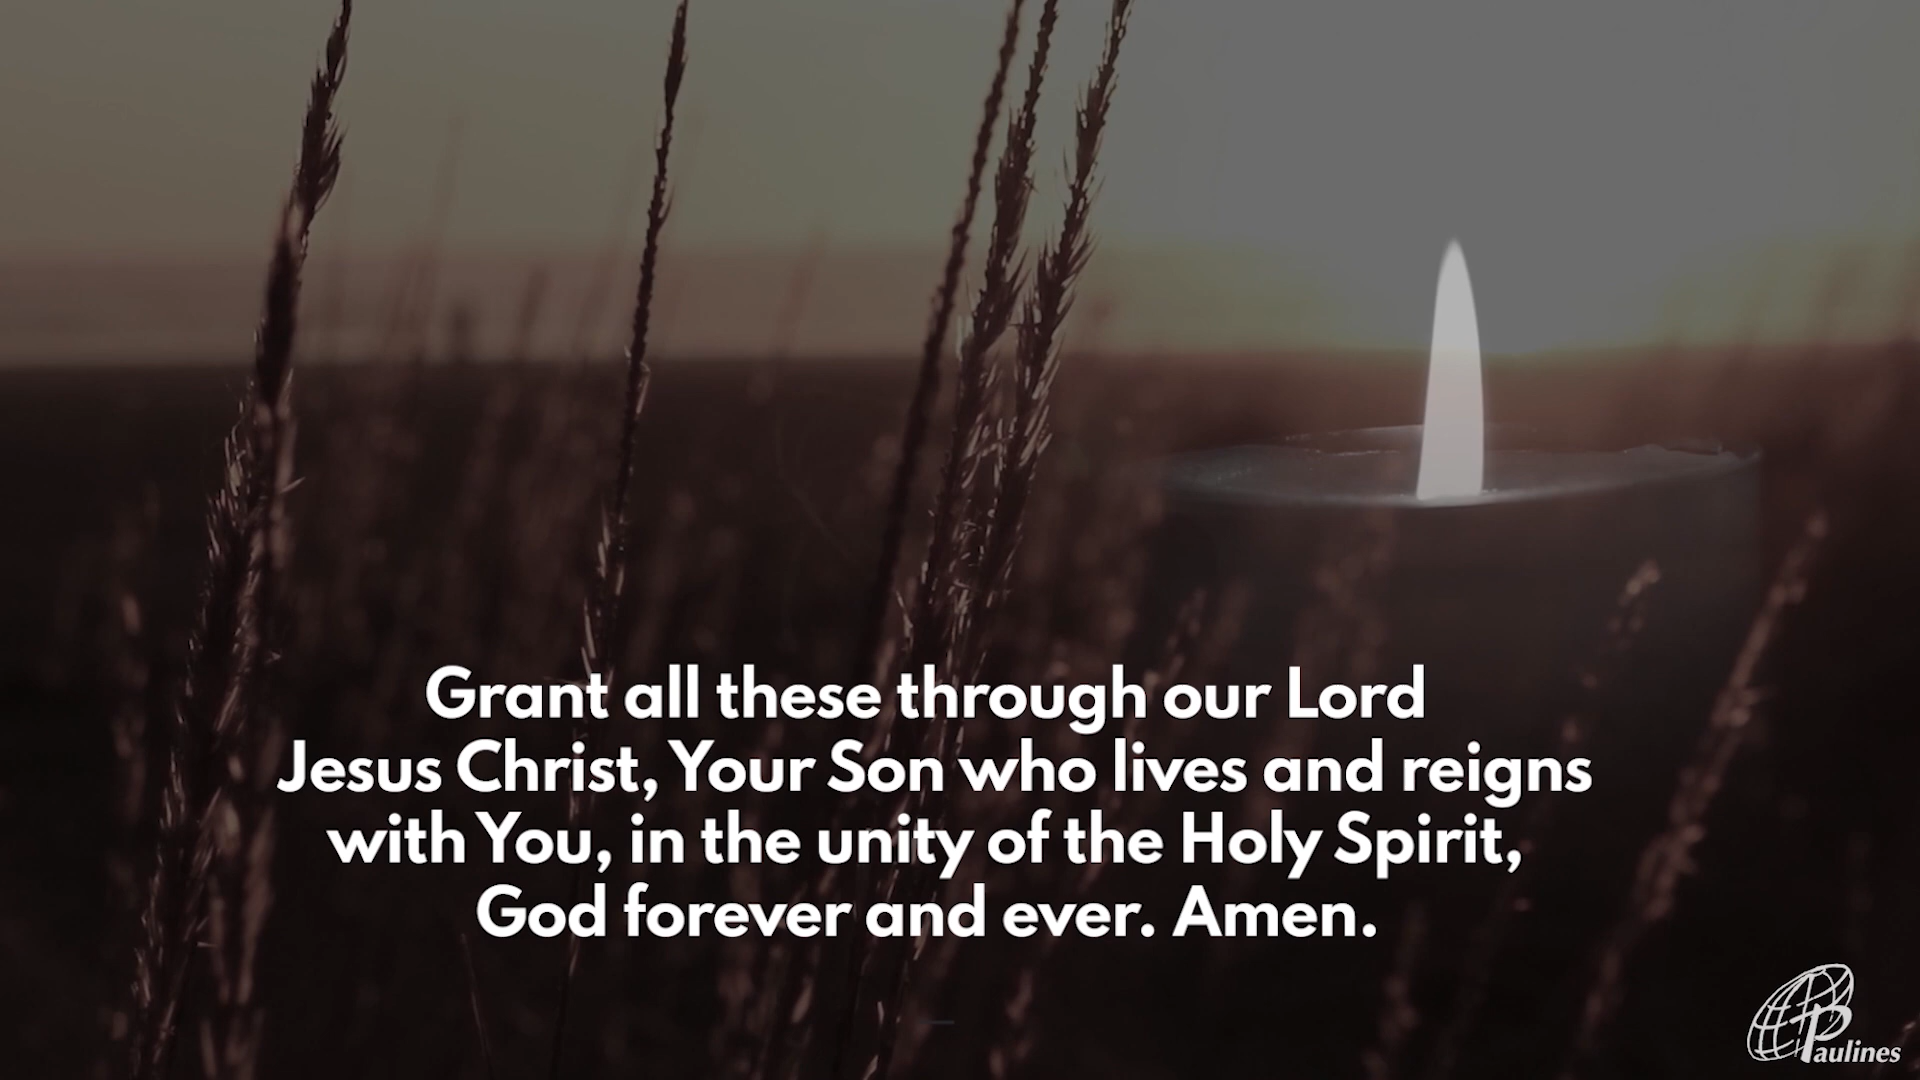 Grant all these through our Lord
Jesus Christ, Your Son who lives and reigns
with You, in the unity of the Holy Spirit,
God forever and ever. Amen.
Paulines